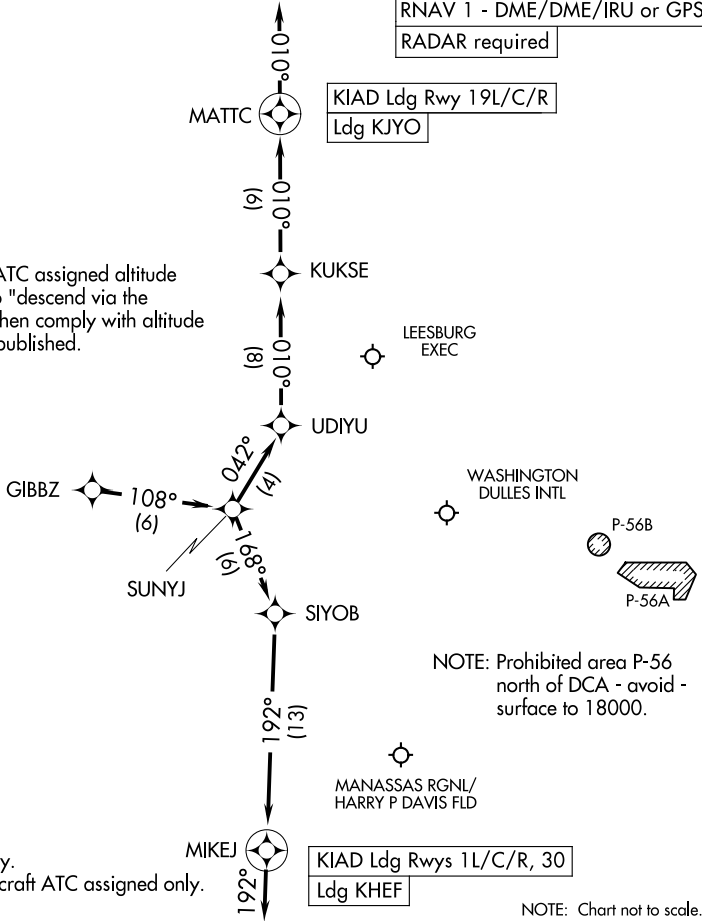 RNAV 1 - DME/DME/IRU or GPS
RADAR required
010°
MATTC
KIAD Ldg Rwy 19L/C/R
Ldg KJYO
010°
(9)
KUKSE
ATC assigned altitude
"descend via the
then comply with altitude
published.
LEESBURG
EXEC
010°
(8)
UDIYU
042°
(4)
GIBBZ
108°
(6)
WASHINGTON
DULLES INTL
P-56B
P-56A
SUNYJ
168°
(6)
SIYOB
NOTE: Prohibited area P-56
north of DCA - avoid -
surface to 18000.
192°
(13)
MANASSAS RGNL/
HARRY P DAVIS FLD
MIKEJ
KIAD Ldg Rwys 1L/C/R, 30
Ldg KHEF
y.
craft ATC assigned only.
192°
NOTE: Chart not to scale.